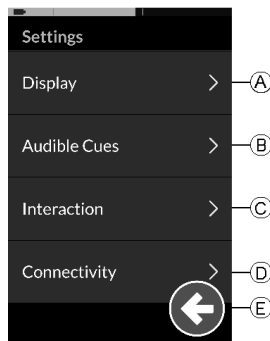 Settings
Display
A
Audible Cues
B
Interaction
C
Connectivity
D
E